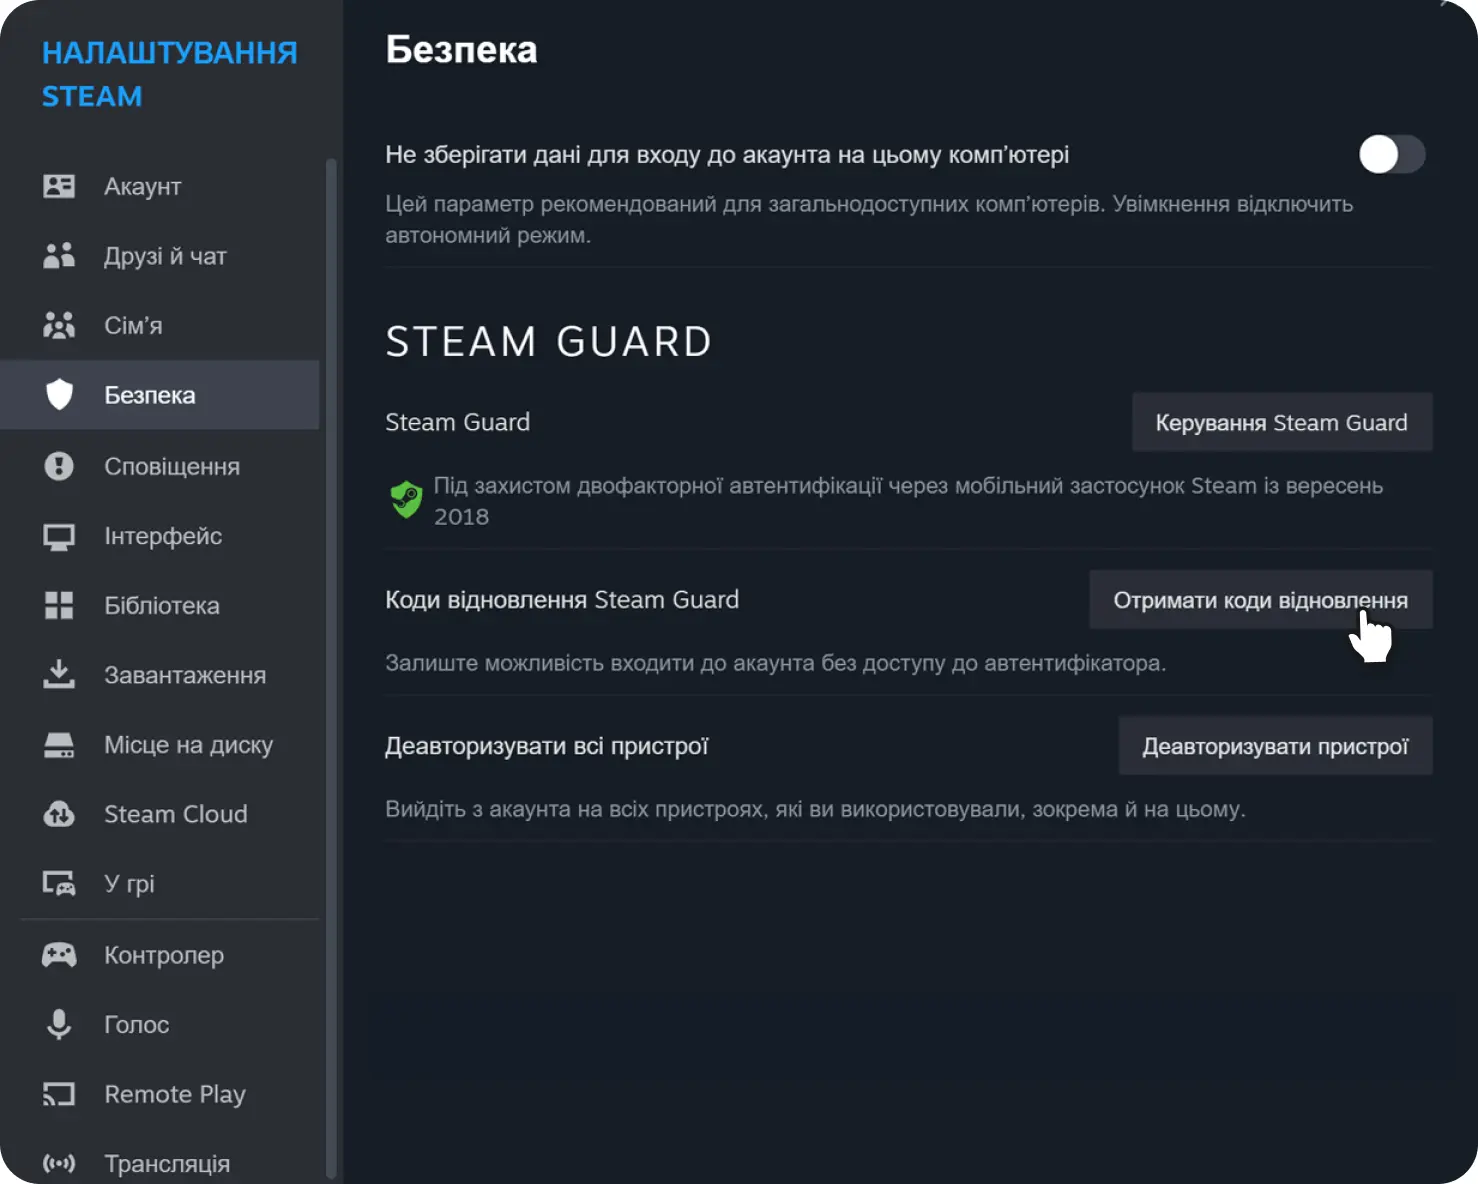 НАЛАШТУВАННЯ
STEAM
Акаунт
Друзі й чат
Сім’я
Безпека
Сповіщення
Інтерфейс
Бібліотека
Завантаження
Місце на диску
Steam Cloud
У грі
Контролер
Голос
Remote Play
Трансляція
Безпека
Не зберігати дані для входу до акаунта на цьому комп’ютері
Цей параметр рекомендований для загальнодоступних комп’ютерів. Увімкнення відключить
автономний режим.
STEAM GUARD
Steam Guard
Керування Steam Guard
Під захистом двофакторної автентифікації через мобільний застосунок Steam із вересень
2018
Коди відновлення Steam Guard
Отримати коди відновлення
Залиште можливість входити до акаунта без доступу до автентифікатора.
Деавторизувати всі пристрої
Деавторизувати пристрої
Вийдіть з акаунта на всіх пристроях, які ви використовували, зокрема й на цьому.